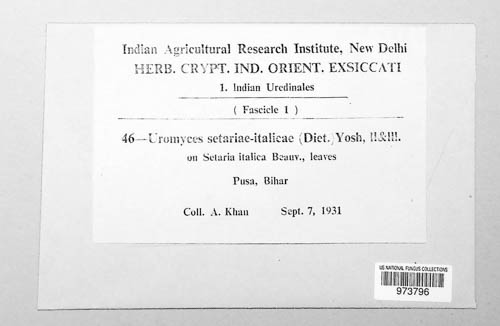 Indian Agricultural Research Institute, New Delhi
HERB. CRYPT. IND. ORIENT. EXSICCATI
1. Indian Uredinales
( Fascicle 1 )
46—Uromyces setariae-italicae (Diet.) Yosh, II&III.
on Setaria italica Beauv., leaves
Pusa, Bihar
Coll. A. Khan Sept. 7, 1931
US NATIONAL FUNGUS COLLECTIONS
973796